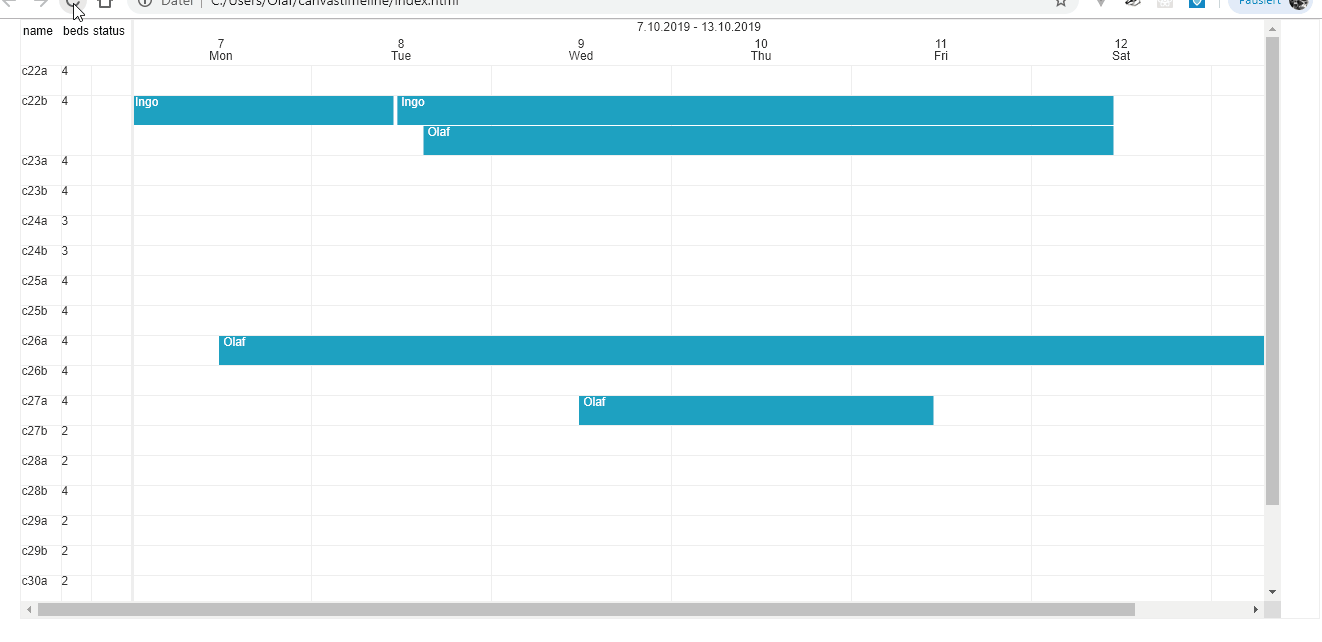 Datei | C:/Users/Olaf/canvastimeline/index.html
Pausiert
name beds status
7.10.2019 - 13.10.2019
7 8 9 10 11 12
Mon Tue Wed Thu Fri Sat
c22a 4
c22b 4 Ingo Ingo
Olaf
c23a 4
c23b 4
c24a 3
c24b 3
c25a 4
c25b 4
c26a 4 Olaf
c26b 4
c27a 4 Olaf
c27b 2
c28a 2
c28b 4
c29a 2
c29b 2
c30a 2